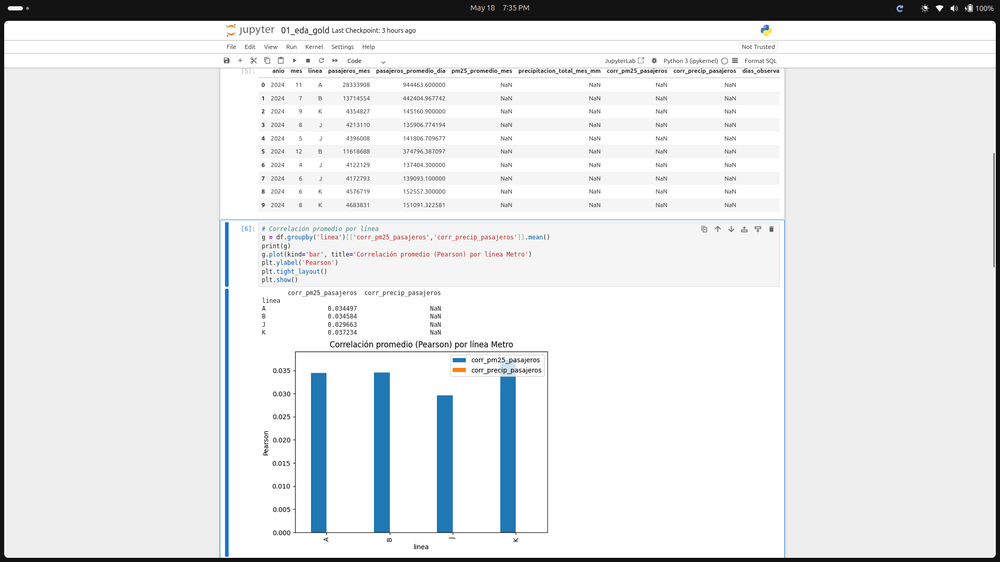 May 18 7:35 PM
100%
jupyter 01_eda_gold Last Checkpoint: 3 hours ago
File Edit View Run Kernel Settings Help
Not Trusted
Code
JupyterLab
Python 3 (ipykernel)
Format SQL
[5]:
anio mes linea pasajeros_mes pasajeros_promedio_dia pm25_promedio_mes precipitacion_total_mes_mm corr_pm25_pasajeros corr_precip_pasajeros dias_observa
0 2024 11 A 28333908 944463.600000 NaN NaN NaN NaN
1 2024 7 B 13714554 442404.967742 NaN NaN NaN NaN
2 2024 9 K 4354827 145160.900000 NaN NaN NaN NaN
3 2024 8 J 4213110 135906.774194 NaN NaN NaN NaN
4 2024 5 J 4396008 141806.709677 NaN NaN NaN NaN
5 2024 12 B 11618688 374796.387097 NaN NaN NaN NaN
6 2024 4 J 4122129 137404.300000 NaN NaN NaN NaN
7 2024 6 J 4172793 139093.100000 NaN NaN NaN NaN
8 2024 6 K 4576719 152557.300000 NaN NaN NaN NaN
9 2024 8 K 4683831 151091.322581 NaN NaN NaN NaN
[6]:
# Correlación promedio por línea
g = df.groupby('linea')[['corr_pm25_pasajeros','corr_precip_pasajeros']].mean()
print(g)
g.plot(kind='bar', title='Correlación promedio (Pearson) por línea Metro')
plt.ylabel('Pearson')
plt.tight_layout()
plt.show()
corr_pm25_pasajeros corr_precip_pasajeros
linea
A 0.034497 NaN
B 0.034584 NaN
J 0.029663 NaN
K 0.037234 NaN
Correlación promedio (Pearson) por línea Metro
corr_pm25_pasajeros
corr_precip_pasajeros
0.035
0.030
0.025
0.020
0.015
0.010
0.005
0.000
Pearson
A
B
J
K
linea